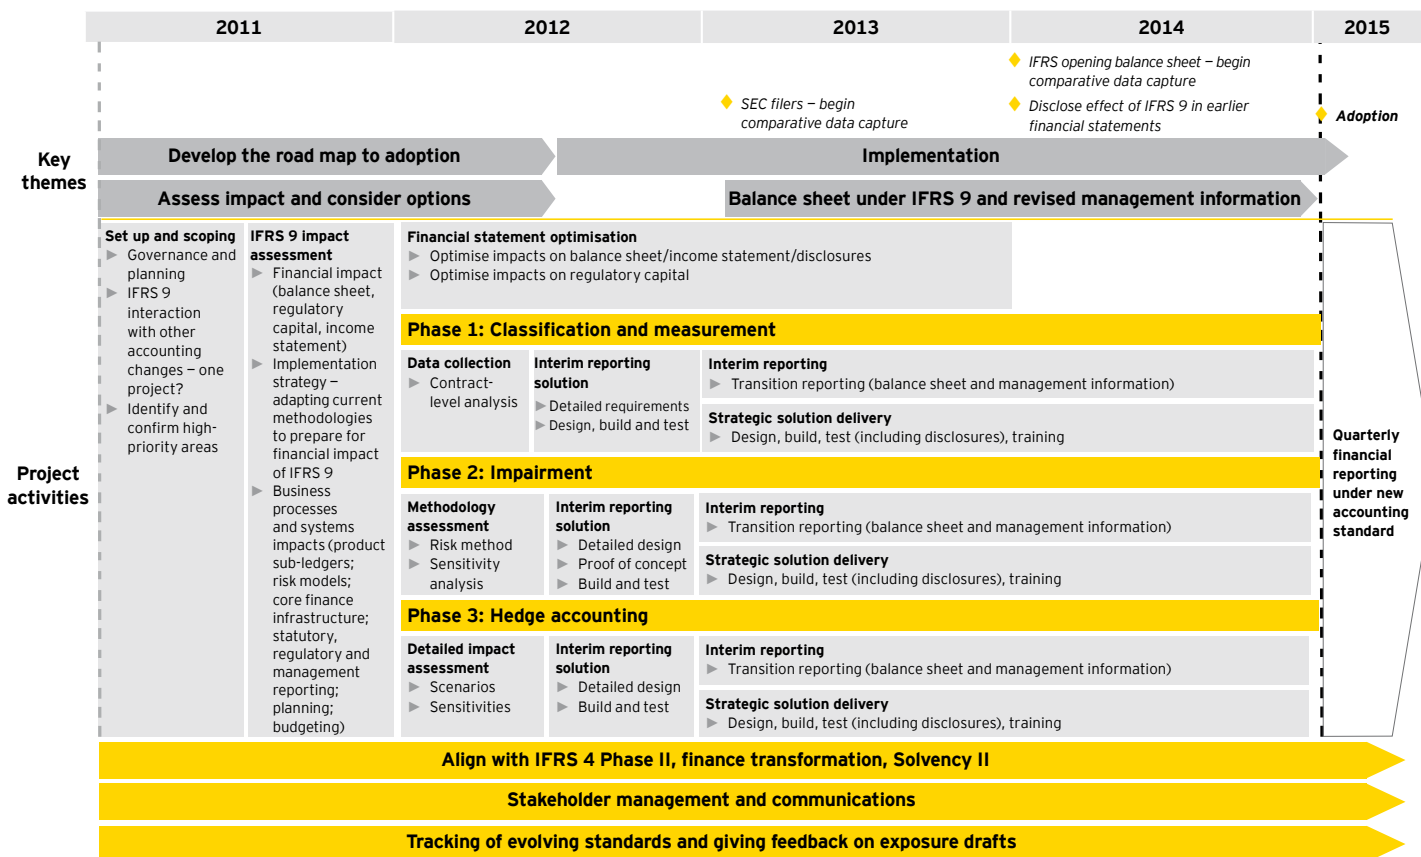 2011
2012
2013
2014
2015
IFRS opening balance sheet – begin
comparative data capture
SEC filers – begin
comparative data capture
Disclose effect of IFRS 9 in earlier
financial statements
Adoption
Key
themes
Develop the road map to adoption
Implementation
Assess impact and consider options
Balance sheet under IFRS 9 and revised management information
Project
activities
Set up and scoping
► Governance and
planning
► IFRS 9
interaction
with other
accounting
changes – one
project?
► Identify and
confirm high-
priority areas
IFRS 9 impact
assessment
► Financial impact
(balance sheet,
regulatory
capital, income
statement)
► Implementation
strategy –
adapting current
methodologies
to prepare for
financial impact
of IFRS 9
► Business
processes
and systems
impacts (product
sub-ledgers;
risk models;
core finance
infrastructure;
statutory,
regulatory and
management
reporting;
planning;
budgeting)
Financial statement optimisation
► Optimise impacts on balance sheet/income statement/disclosures
► Optimise impacts on regulatory capital
Phase 1: Classification and measurement
Data collection
► Contract-
level analysis
Interim reporting
solution
► Detailed requirements
► Design, build and test
Interim reporting
► Transition reporting (balance sheet and management information)
Strategic solution delivery
► Design, build, test (including disclosures), training
Phase 2: Impairment
Methodology
assessment
► Risk method
► Sensitivity
analysis
Interim reporting
solution
► Detailed design
► Proof of concept
► Build and test
Interim reporting
► Transition reporting (balance sheet and management information)
Strategic solution delivery
► Design, build, test (including disclosures), training
Phase 3: Hedge accounting
Detailed impact
assessment
► Scenarios
► Sensitivities
Interim reporting
solution
► Detailed design
► Build and test
Interim reporting
► Transition reporting (balance sheet and management information)
Strategic solution delivery
► Design, build, test (including disclosures), training
Quarterly
financial
reporting
under new
accounting
standard
Align with IFRS 4 Phase II, finance transformation, Solvency II
Stakeholder management and communications
Tracking of evolving standards and giving feedback on exposure drafts